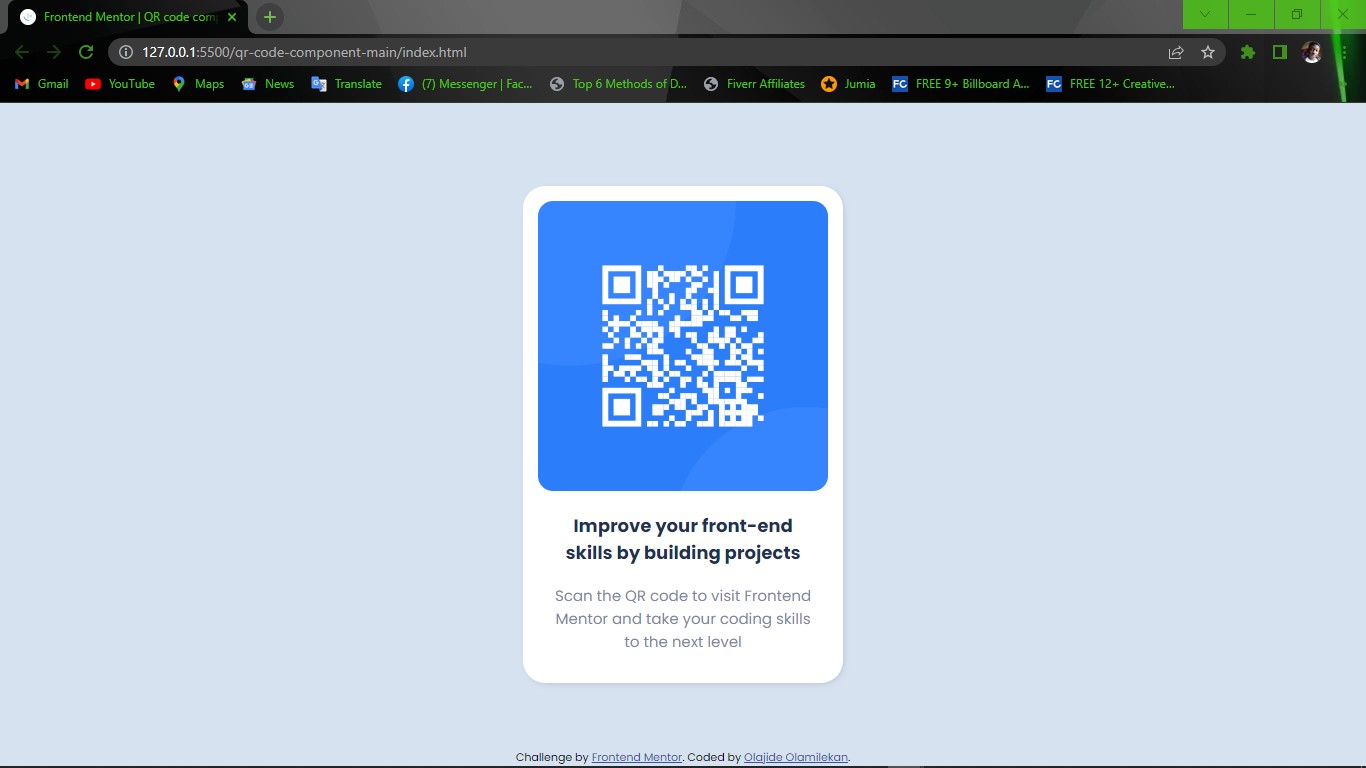 Frontend Mentor | QR code com
127.0.0.1:5500/qr-code-component-main/index.html
Gmail YouTube Maps News Translate (7) Messenger | Fac... Top 6 Methods of D... Fiverr Affiliates Jumia FC FREE 9+ Billboard A... FC FREE 12+ Creative...
Improve your front-end
skills by building projects
Scan the QR code to visit Frontend
Mentor and take your coding skills
to the next level
Challenge by Frontend Mentor. Coded by Olajide Olamilekan.